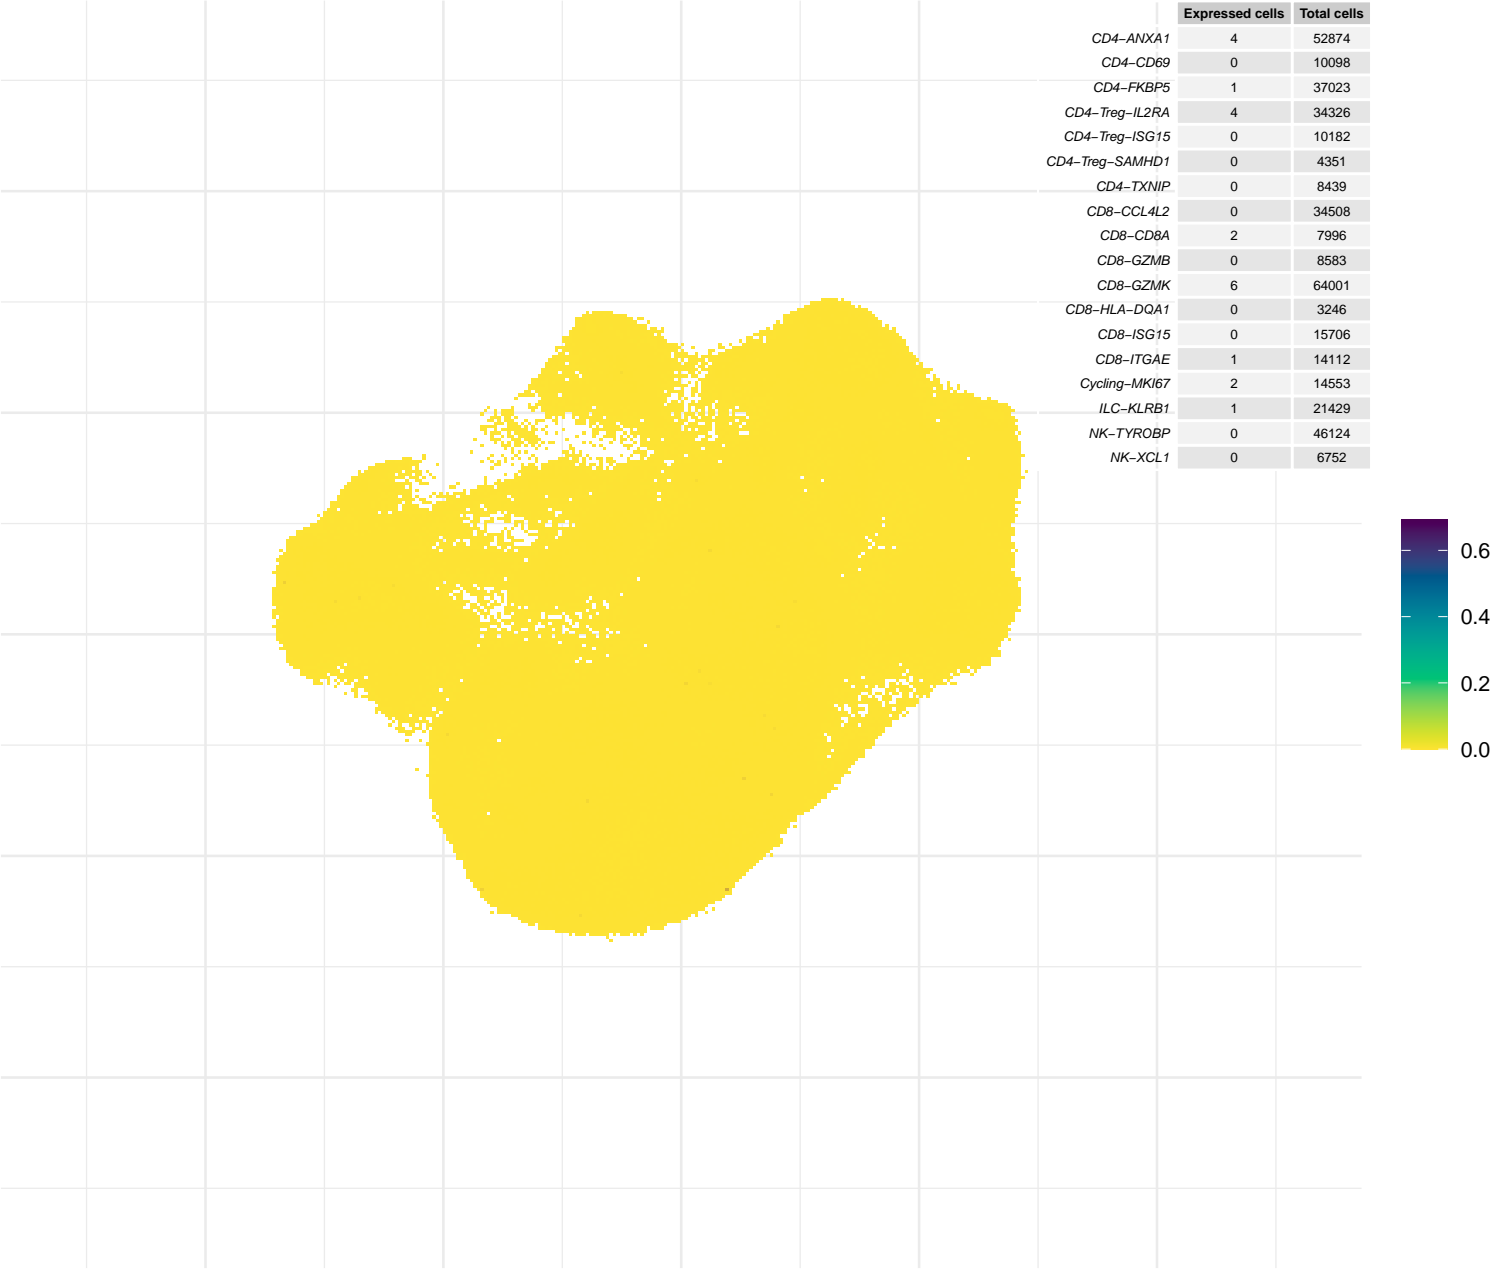 Expressed cells Total cells
CD4−ANXA1 4 52874
CD4−CD69 0 10098
CD4−FKBP5 1 37023
CD4−Treg−IL2RA 4 34326
CD4−Treg−ISG15 0 10182
CD4−Treg−SAMHD1 0 4351
CD4−TXNIP 0 8439
CD8−CCL4L2 0 34508
CD8−CD8A 2 7996
CD8−GZMB 0 8583
CD8−GZMK 6 64001
CD8−HLA−DQA1 0 3246
CD8−ISG15 0 15706
CD8−ITGAE 1 14112
Cycling−MKI67 2 14553
ILC−KLRB1 1 21429
NK−TYROBP 0 46124
NK−XCL1 0 6752
0.6
0.4
0.2
0.0